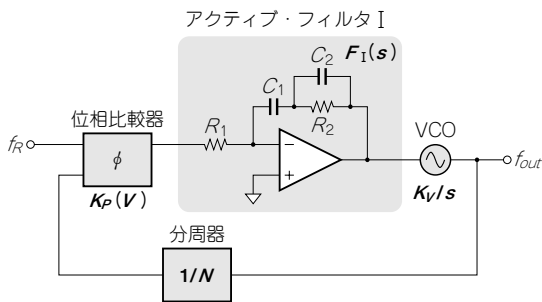 アクティブ・フィルタⅠ
C2
FⅠ(s)
C1
位相比較器
R1
R2
VCO
fR
φ
−
+
fout
KP(V)
KV/s
分周器
1/N